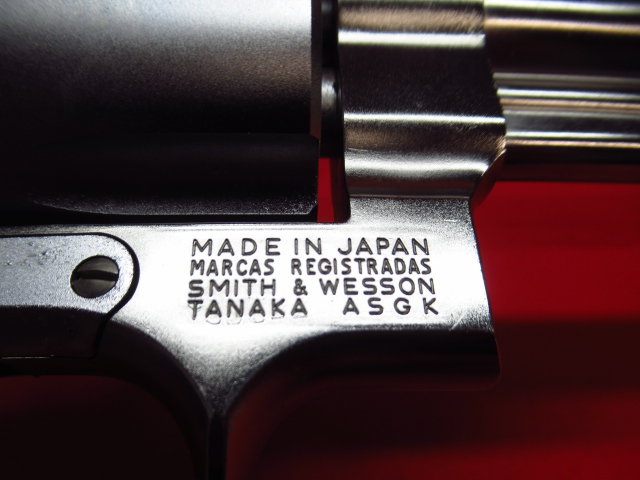 MADE IN JAPAN
MARCAS REGISTRADAS
SMITH & WESSON
TANAKA ASGK